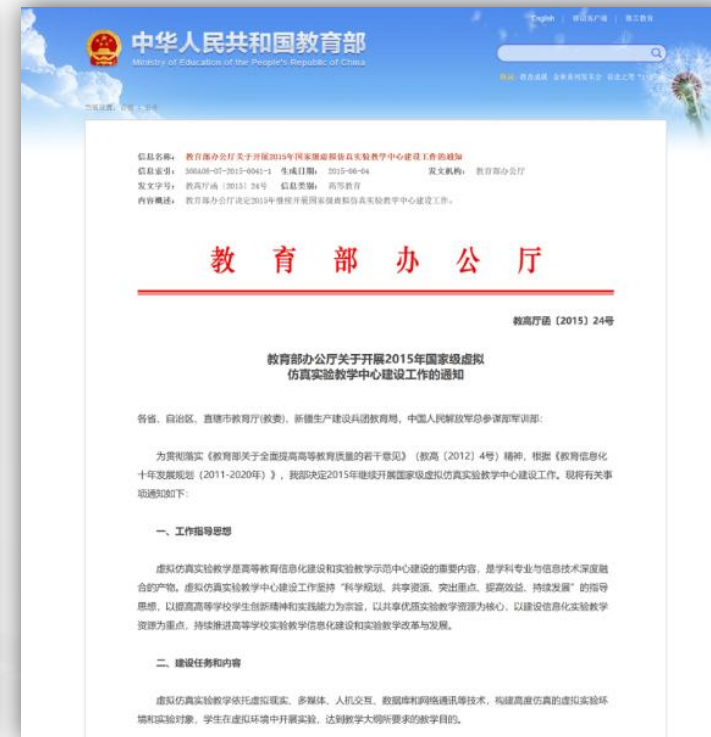 English | 移动客户端 | 微言教育
中华人民共和国教育部
Ministry of Education of the People's Republic of China
当前位置：
信息名称： 教育部办公厅关于开展2015年国家级虚拟仿真实验教学中心建设工作的通知
信息索引： 360A08-07-2015-0041-1 生成日期： 2015-06-04 发文机构： 教育部办公厅
发文字号： 教高厅函〔2015〕24号 信息类别： 高等教育
内容概述： 教育部办公厅决定2015年继续开展国家级虚拟仿真实验教学中心建设工作。
教育部办公厅
教高厅函〔2015〕24号
教育部办公厅关于开展2015年国家级虚拟
仿真实验教学中心建设工作的通知
各省、自治区、直辖市教育厅(教委)、新疆生产建设兵团教育局，中国人民解放军总参谋部军训部：
为贯彻落实《教育部关于全面提高高等教育质量的若干意见》（教高〔2012〕4号）精神，根据《教育信息化
十年发展规划（2011-2020年）》，我部决定2015年继续开展国家级虚拟仿真实验教学中心建设工作。现将有关事
项通知如下：
一、工作指导思想
虚拟仿真实验教学是高等教育信息化建设和实验教学示范中心建设的重要内容，是学科专业与信息技术深度融
合的产物。虚拟仿真实验教学中心建设工作坚持“科学规划、共享资源、突出重点、提高效益、持续发展”的指导
思想，以提高高等学校学生创新精神和实践能力为宗旨，以共享优质实验教学资源为核心，以建设信息化实验教学
资源为重点，持续推进高等学校实验教学信息化建设和实验教学改革与发展。
二、建设任务和内容
虚拟仿真实验教学依托虚拟现实、多媒体、人机交互、数据库和网络通讯等技术，构建高度仿真的虚拟实验环
境和实验对象，学生在虚拟环境中开展实验，达到教学大纲所要求的教学目的。